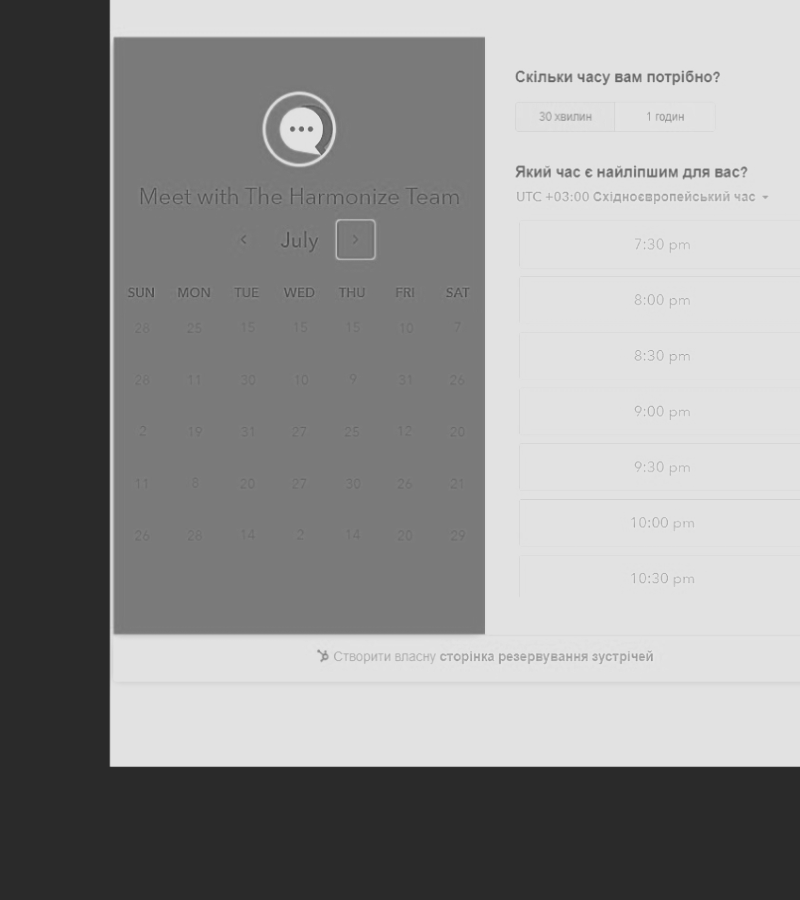 Meet with The Harmonize Team
July
SUN MON TUE WED THU FRI SAT
26 25 15 15 15 10 7
28 11 30 10 9 31 26
2 19 31 27 25 12 20
11 8 20 27 30 26 21
26 28 14 2 14 20 29
Скільки часу вам потрібно?
30 хвилин 1 годин
Який час є найліпшим для вас?
UTC +03:00 Східноєвропейський час
7:30 pm
8:00 pm
8:30 pm
9:00 pm
9:30 pm
10:00 pm
10:30 pm
Створити власну сторінка резервування зустрічей